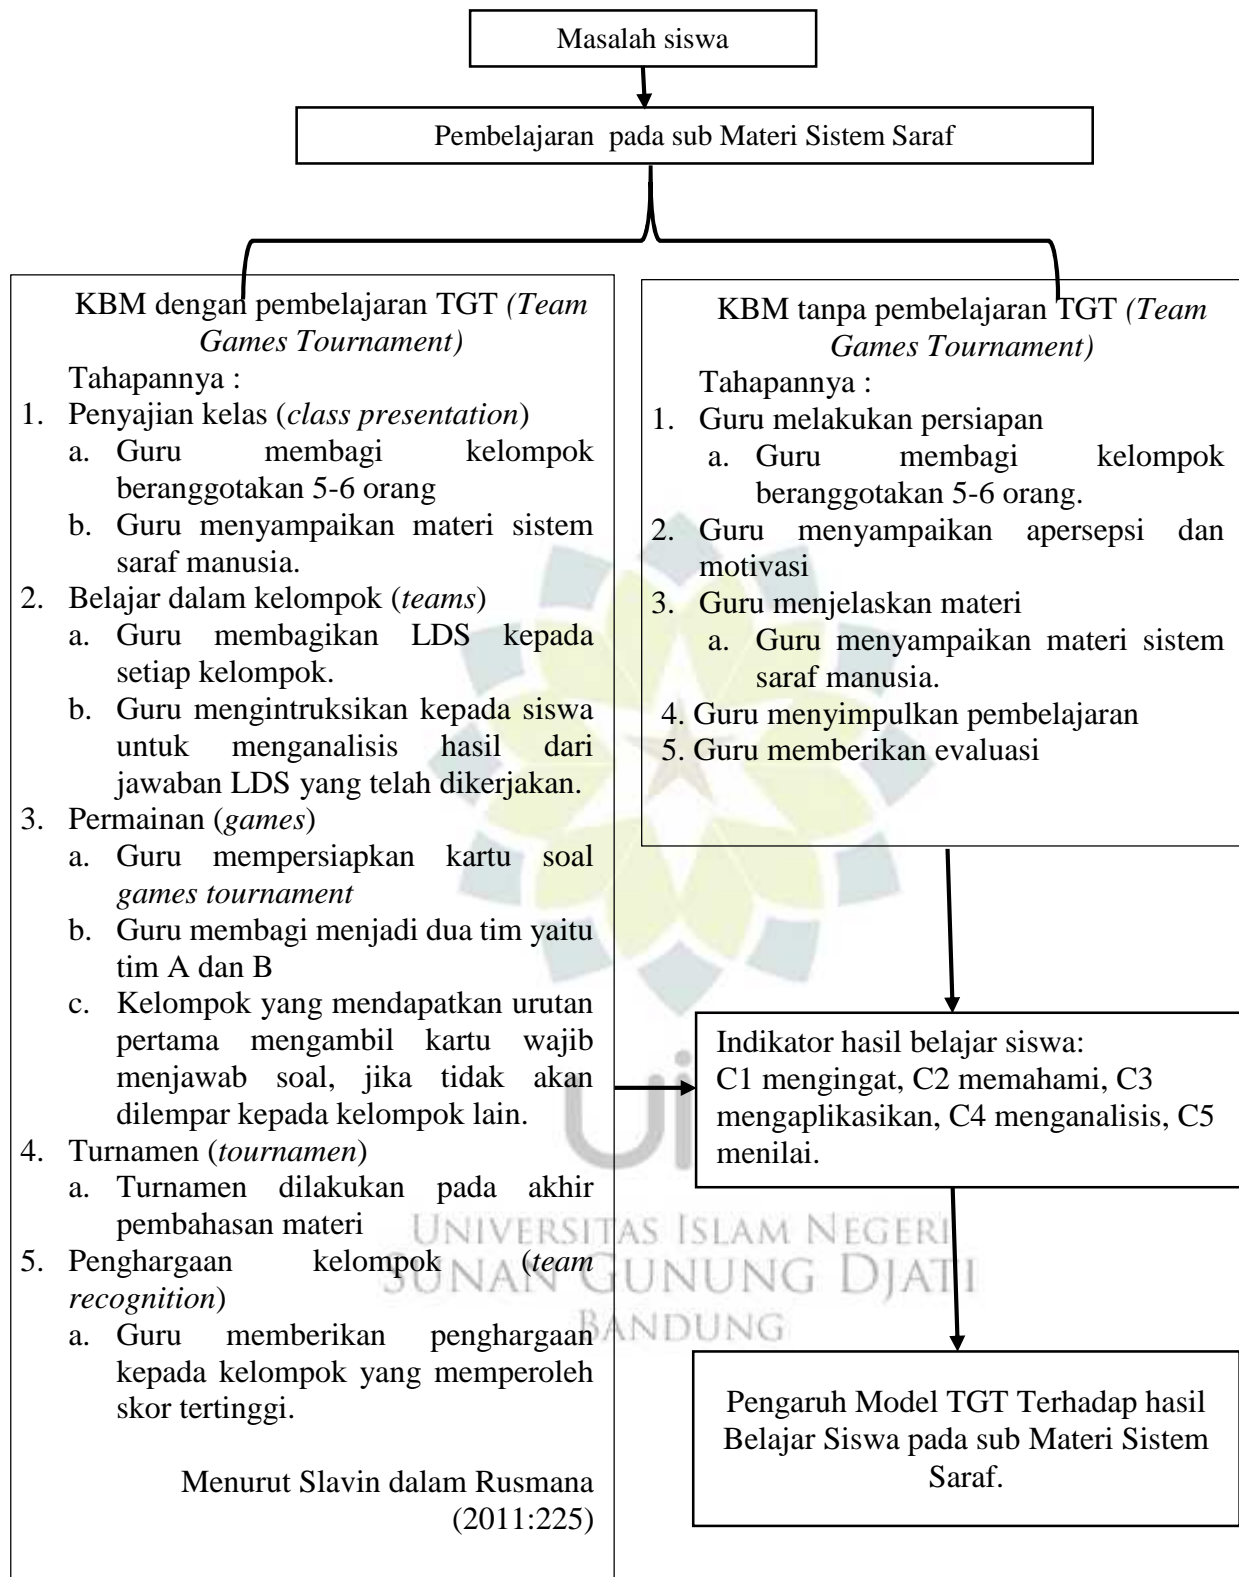 Masalah siswa
Pembelajaran pada sub Materi Sistem Saraf
KBM dengan pembelajaran TGT (Team
Games Tournament)
Tahapannya :
1. Penyajian kelas (class presentation)
a. Guru membagi kelompok
beranggotakan 5-6 orang
b. Guru menyampaikan materi sistem
saraf manusia.
2. Belajar dalam kelompok (teams)
a. Guru membagikan LDS kepada
setiap kelompok.
b. Guru mengintruksikan kepada siswa
untuk menganalisis hasil dari
jawaban LDS yang telah dikerjakan.
3. Permainan (games)
a. Guru mempersiapkan kartu soal
games tournament
b. Guru membagi menjadi dua tim yaitu
tim A dan B
c. Kelompok yang mendapatkan urutan
pertama mengambil kartu wajib
menjawab soal, jika tidak akan
dilempar kepada kelompok lain.
4. Turnamen (tournamen)
a. Turnamen dilakukan pada akhir
pembahasan materi
5. Penghargaan kelompok (team
recognition)
a. Guru memberikan penghargaan
kepada kelompok yang memperoleh
skor tertinggi.
Menurut Slavin dalam Rusmana
(2011:225)
KBM tanpa pembelajaran TGT (Team
Games Tournament)
Tahapannya :
1. Guru melakukan persiapan
a. Guru membagi kelompok
beranggotakan 5-6 orang.
2. Guru menyampaikan apersepsi dan
motivasi
3. Guru menjelaskan materi
a. Guru menyampaikan materi sistem
saraf manusia.
4. Guru menyimpulkan pembelajaran
5. Guru memberikan evaluasi
Indikator hasil belajar siswa:
C1 mengingat, C2 memahami, C3
mengaplikasikan, C4 menganalisis, C5
menilai.
Pengaruh Model TGT Terhadap hasil
Belajar Siswa pada sub Materi Sistem
Saraf.
UNIVERSITAS ISLAM NEGERI
SUNAN GUNUNG DJATI
BANDUNG